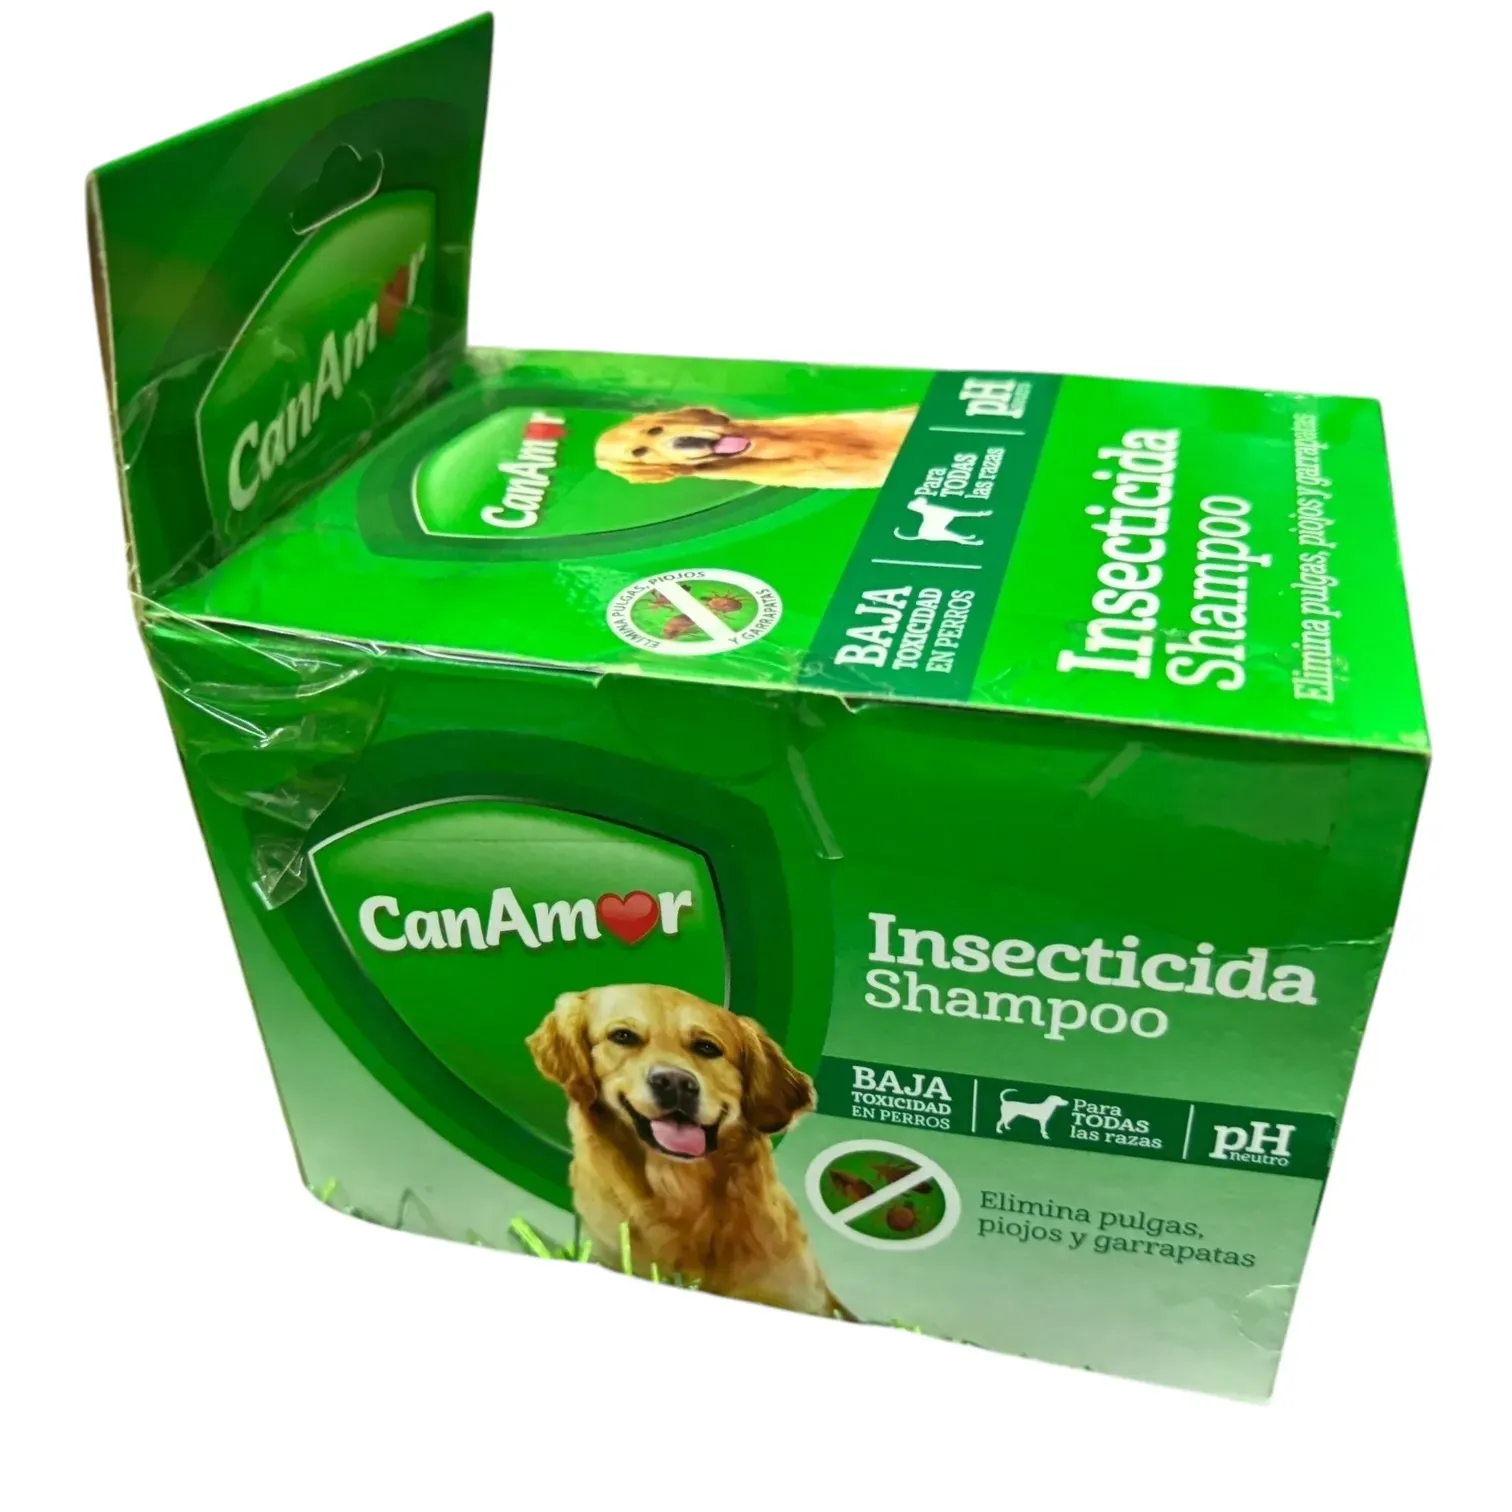 CanAmor
CanAmor
ELIMINA PULGAS, PIOJOS
Y GARRAPATAS
BAJA
TOXICIDAD
EN PERROS
Para
TODAS
las razas
pH
neutro
Insecticida
Shampoo
Elimina pulgas, piojos y garrapatas
CanAmor
Insecticida
Shampoo
BAJA
TOXICIDAD
EN PERROS
Para
TODAS
las razas
pH
neutro
Elimina pulgas,
piojos y garrapatas